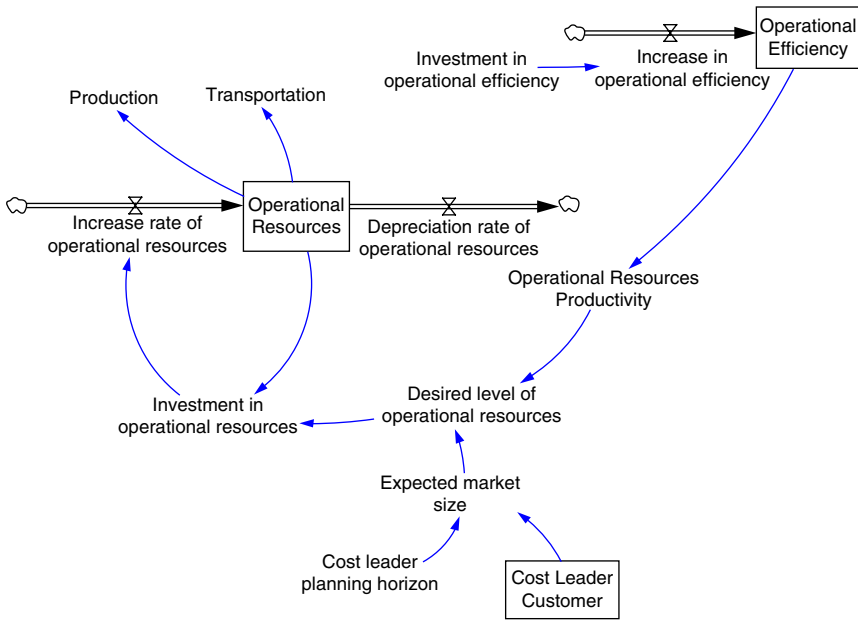 Operational
Efficiency
Investment in
operational efficiency
Increase in
operational efficiency
Production
Transportation
Increase rate of
operational resources
Operational
Resources
Depreciation rate of
operational resources
Operational Resources
Productivity
Investment in
operational resources
Desired level of
operational resources
Expected market
size
Cost leader
planning horizon
Cost Leader
Customer